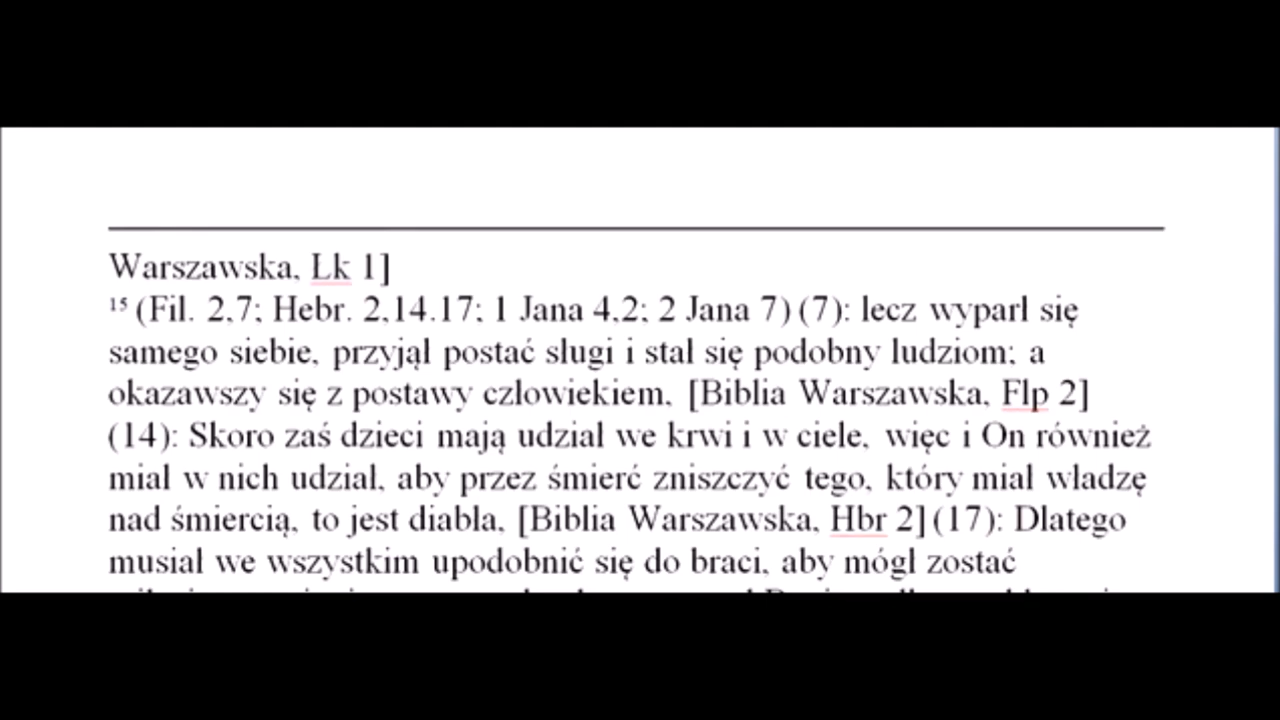 Warszawska, Lk 1]
¹⁵ (Fil. 2,7; Hebr. 2,14.17; 1 Jana 4,2; 2 Jana 7) (7): lecz wyparł się
samego siebie, przyjął postać sługi i stał się podobny ludziom; a
okazawszy się z postawy człowiekiem, [Biblia Warszawska, Flp 2]
(14): Skoro zaś dzieci mają udział we krwi i w ciele, więc i On również
miał w nich udział, aby przez śmierć zniszczyć tego, który miał władzę
nad śmiercią, to jest diabła, [Biblia Warszawska, Hbr 2] (17): Dlatego
musiał we wszystkim upodobnić się do braci, aby mógł zostać